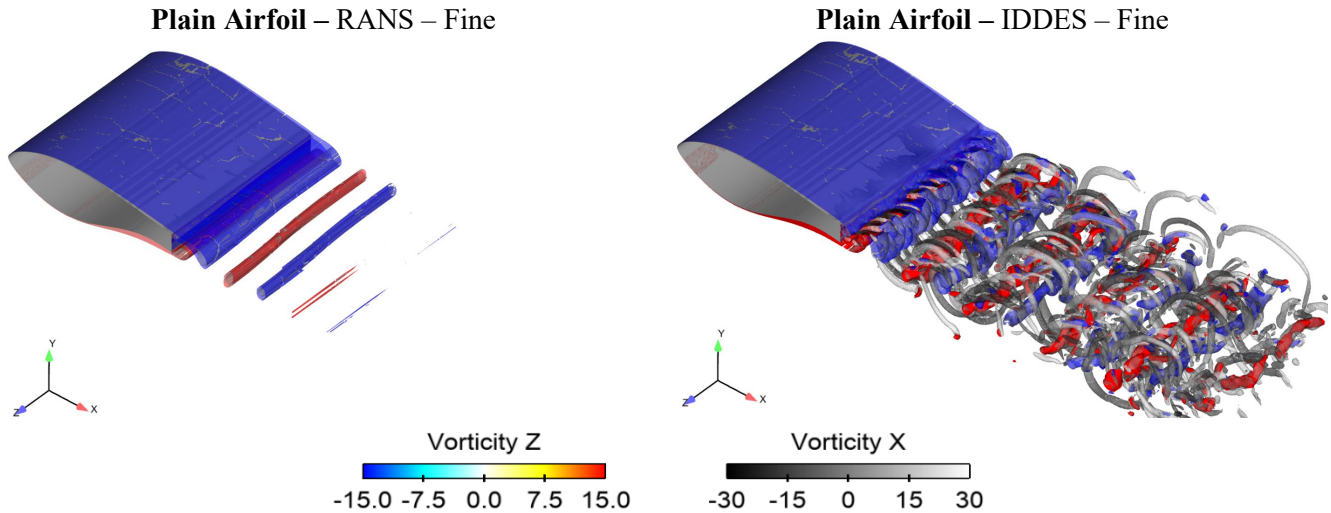 Plain Airfoil – RANS – Fine
Plain Airfoil – IDDES – Fine
Y
Z
X
Y
Z
X
Vorticity Z
-15.0 -7.5 0.0 7.5 15.0
Vorticity X
-30 -15 0 15 30